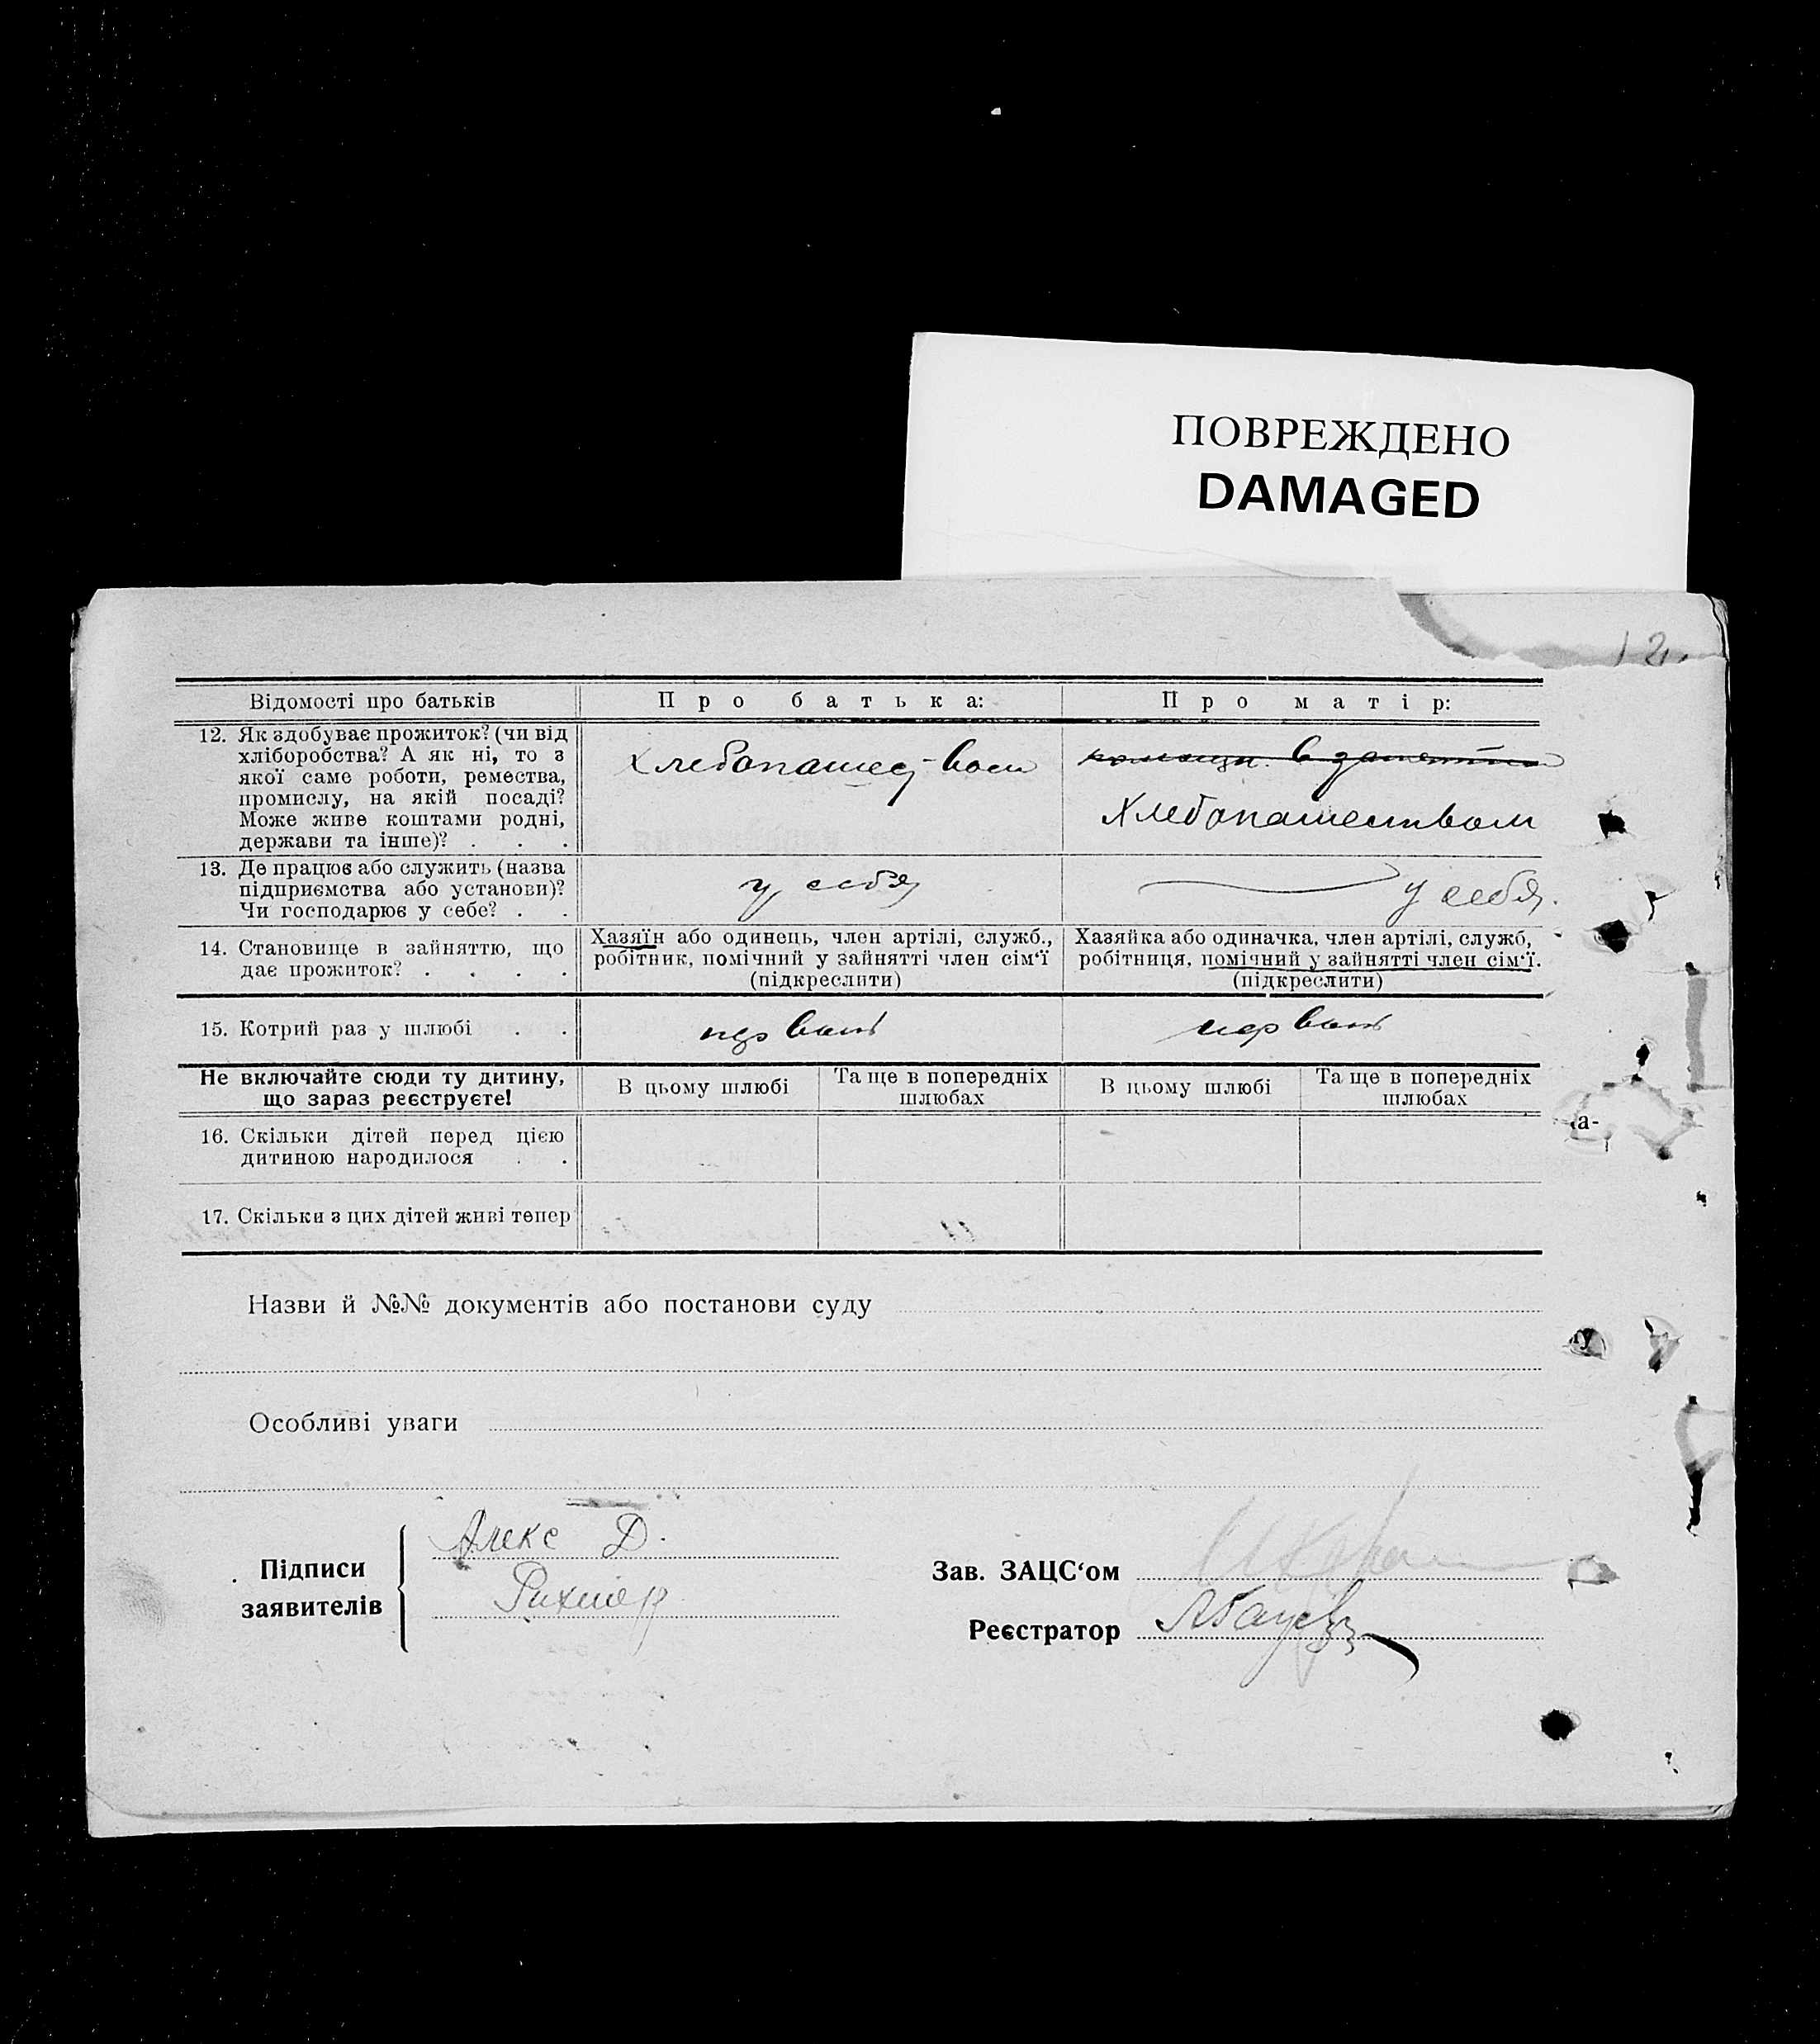 ПОВРЕЖДЕНО
DAMAGED
12
Відомості про батьків
Про батька:
Про матір:
12. Як здобуває прожиток? (чи від
хліборобства? А як ні, то з
якої саме роботи, ремества,
промислу, на якій посаді?
Може живе коштами родні,
держави та інше)? . . .
Хлебопашест-вом
Хлебопашеством
13. Де працює або служить (назва
підприємства або установи)?
Чи господарює у себе? . .
у себя
у себя.
14. Становище в зайняттю, що
дає прожиток? . . . .
Хазяїн або одинець, член артілі, служб.,
робітник, помічний у зайнятті член сім‘ї
(підкреслити)
Хазяйка або одиначка, член артілі, служб,
робітниця, помічний у зайнятті член сім‘ї.
(підкреслити)
15. Котрий раз у шлюбі . .
первый
первый
Не включайте сюди ту дитину,
що зараз реєструєте!
В цьому шлюбі
Та ще в попередніх
шлюбах
В цьому шлюбі
Та ще в попередніх
шлюбах
16. Скільки дітей перед цією
дитиною народилося . .
17. Скільки з цих дітей живі тепер
Назви й №№ документів або постанови суду
Особливі уваги
Підписи
заявителів
Алекс Д.
Рихтер
Зав. ЗАЦС‘ом
Реєстратор